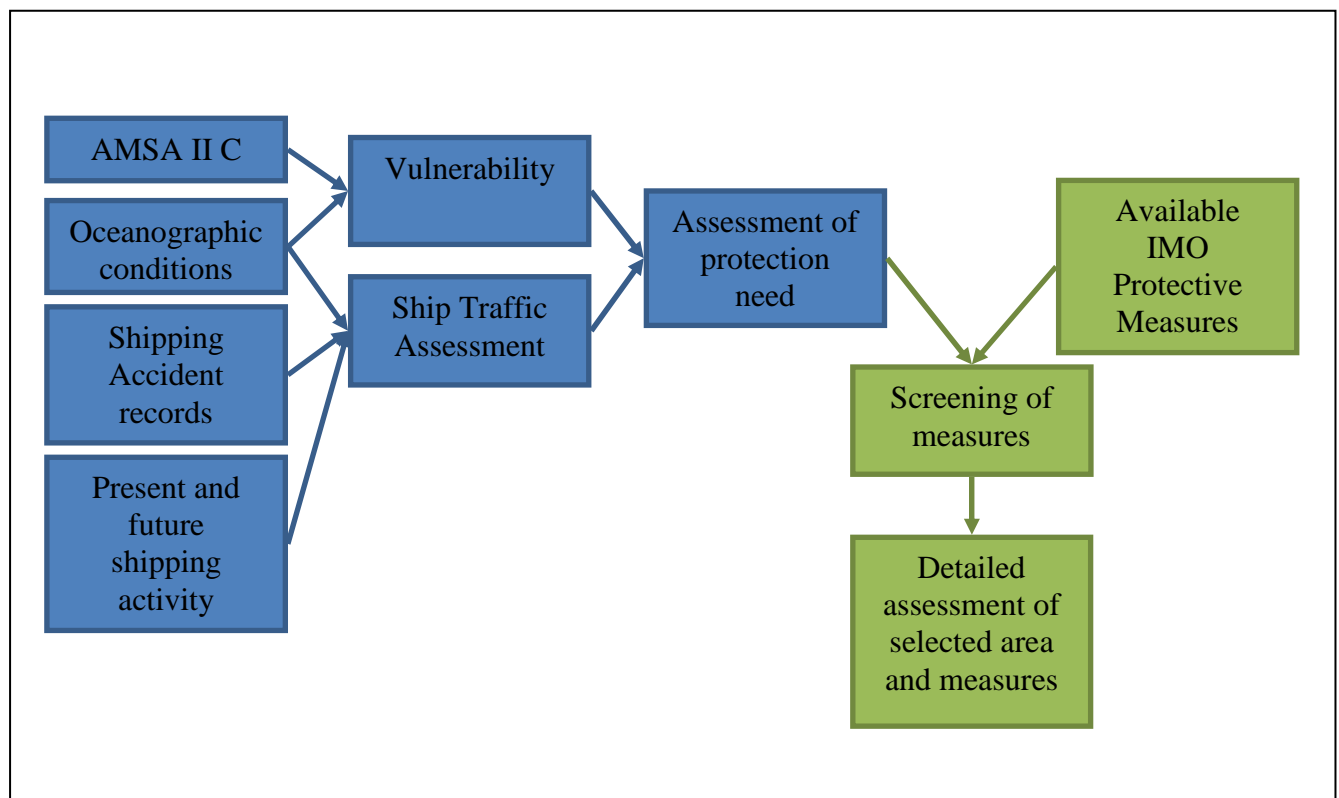 AMSA II C
Oceanographic
conditions
Shipping
Accident
records
Present and
future
shipping
activity
Vulnerability
Ship Traffic
Assessment
Assessment of
protection
need
Available
IMO
Protective
Measures
Screening of
measures
Detailed
assessment of
selected area
and measures